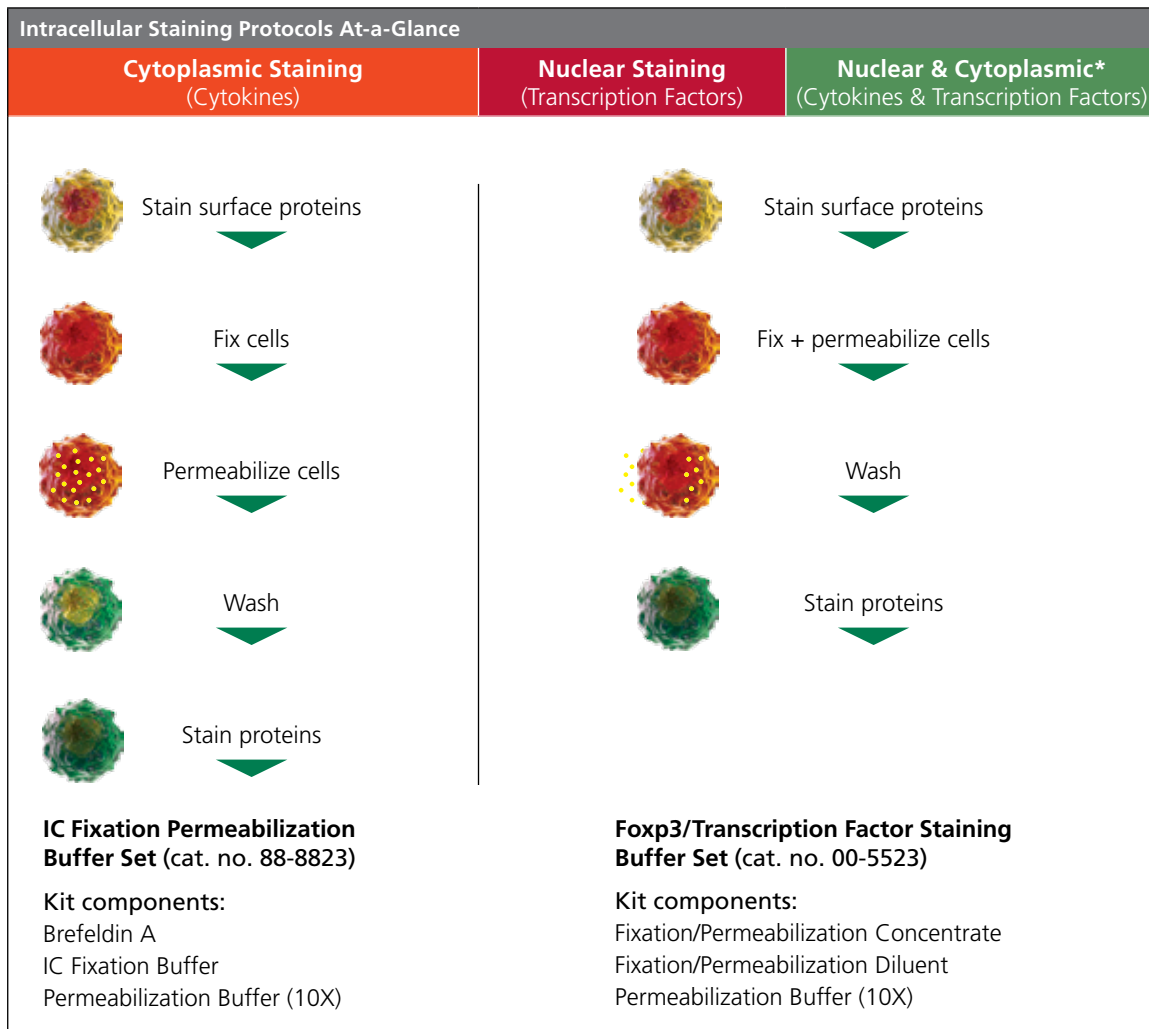 Intracellular Staining Protocols At-a-Glance
Cytoplasmic Staining
(Cytokines)
Nuclear Staining
(Transcription Factors)
Nuclear & Cytoplasmic*
(Cytokines & Transcription Factors)
Stain surface proteins
Fix cells
Permeabilize cells
Wash
Stain proteins
IC Fixation Permeabilization
Buffer Set (cat. no. 88-8823)
Kit components:
Brefeldin A
IC Fixation Buffer
Permeabilization Buffer (10X)
Stain surface proteins
Fix + permeabilize cells
Wash
Stain proteins
Foxp3/Transcription Factor Staining
Buffer Set (cat. no. 00-5523)
Kit components:
Fixation/Permeabilization Concentrate
Fixation/Permeabilization Diluent
Permeabilization Buffer (10X)